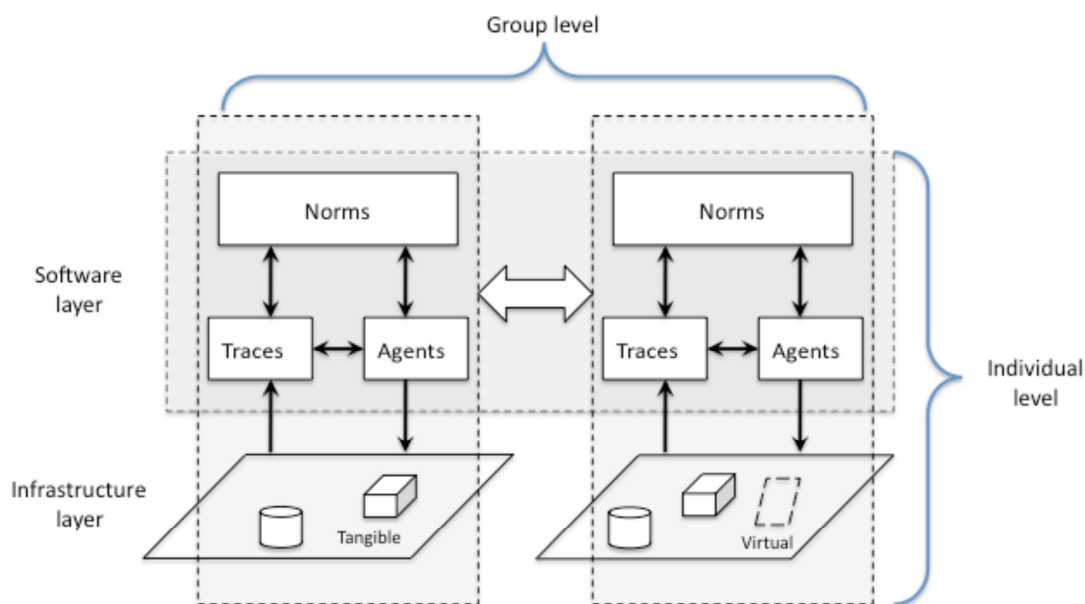 Group level
Norms
Norms
Software
layer
Traces
Agents
Traces
Agents
Individual
level
Infrastructure
layer
Tangible
Virtual